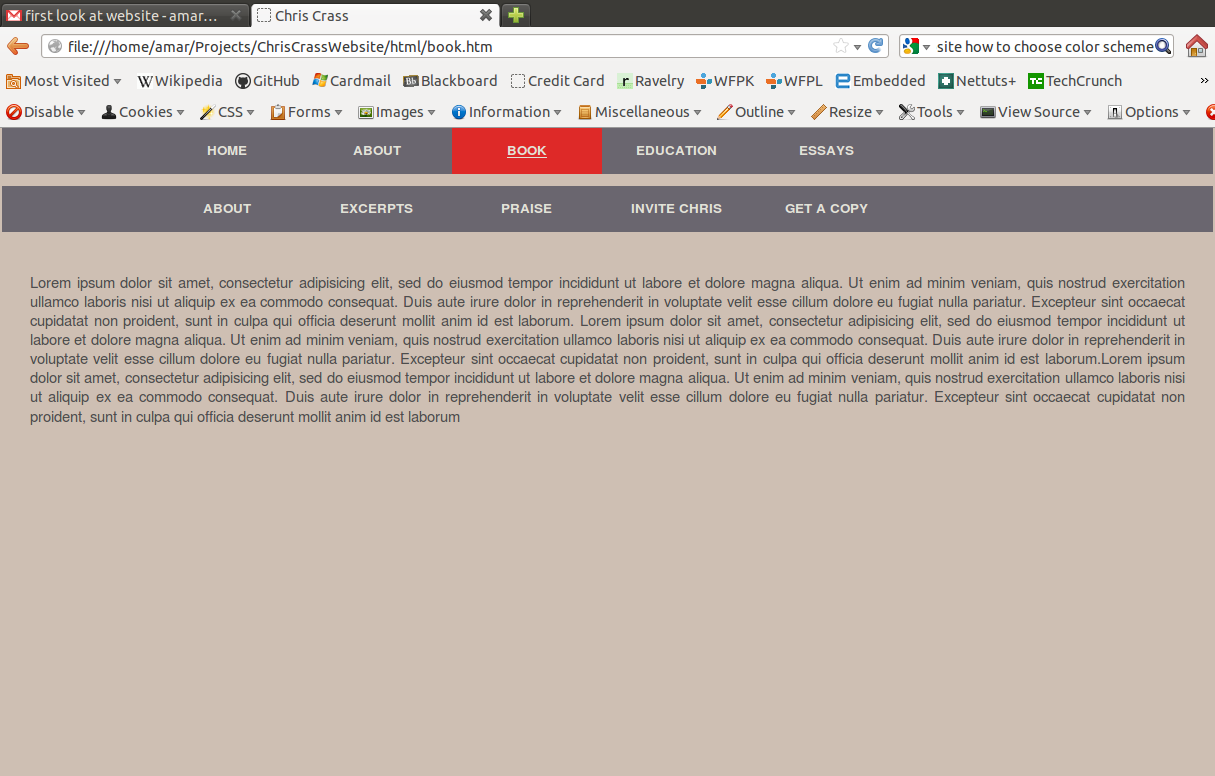 first look at website - amar... Chris Crass
file:///home/amar/Projects/ChrisCrassWebsite/html/book.htm site how to choose color scheme
Most Visited Wikipedia GitHub Cardmail Bb Blackboard Credit Card r Ravelry WFPK WFPL Embedded Nettuts+ TC TechCrunch »
Disable Cookies CSS Forms Images Information Miscellaneous Outline Resize Tools View Source Options
HOME ABOUT BOOK EDUCATION ESSAYS
ABOUT EXCERPTS PRAISE INVITE CHRIS GET A COPY
Lorem ipsum dolor sit amet, consectetur adipisicing elit, sed do eiusmod tempor incididunt ut labore et dolore magna aliqua. Ut enim ad minim veniam, quis nostrud exercitation
ullamco laboris nisi ut aliquip ex ea commodo consequat. Duis aute irure dolor in reprehenderit in voluptate velit esse cillum dolore eu fugiat nulla pariatur. Excepteur sint occaecat
cupidatat non proident, sunt in culpa qui officia deserunt mollit anim id est laborum. Lorem ipsum dolor sit amet, consectetur adipisicing elit, sed do eiusmod tempor incididunt ut
labore et dolore magna aliqua. Ut enim ad minim veniam, quis nostrud exercitation ullamco laboris nisi ut aliquip ex ea commodo consequat. Duis aute irure dolor in reprehenderit in
voluptate velit esse cillum dolore eu fugiat nulla pariatur. Excepteur sint occaecat cupidatat non proident, sunt in culpa qui officia deserunt mollit anim id est laborum.Lorem ipsum
dolor sit amet, consectetur adipisicing elit, sed do eiusmod tempor incididunt ut labore et dolore magna aliqua. Ut enim ad minim veniam, quis nostrud exercitation ullamco laboris nisi
ut aliquip ex ea commodo consequat. Duis aute irure dolor in reprehenderit in voluptate velit esse cillum dolore eu fugiat nulla pariatur. Excepteur sint occaecat cupidatat non
proident, sunt in culpa qui officia deserunt mollit anim id est laborum